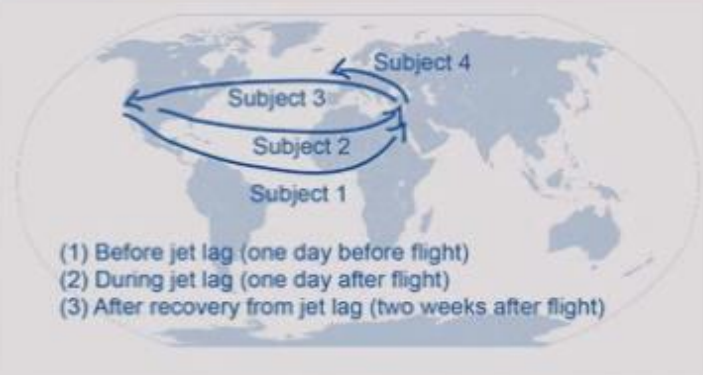 Subject 4
Subject 3
Subject 2
Subject 1
(1) Before jet lag (one day before flight)
(2) During jet lag (one day after flight)
(3) After recovery from jet lag (two weeks after flight)